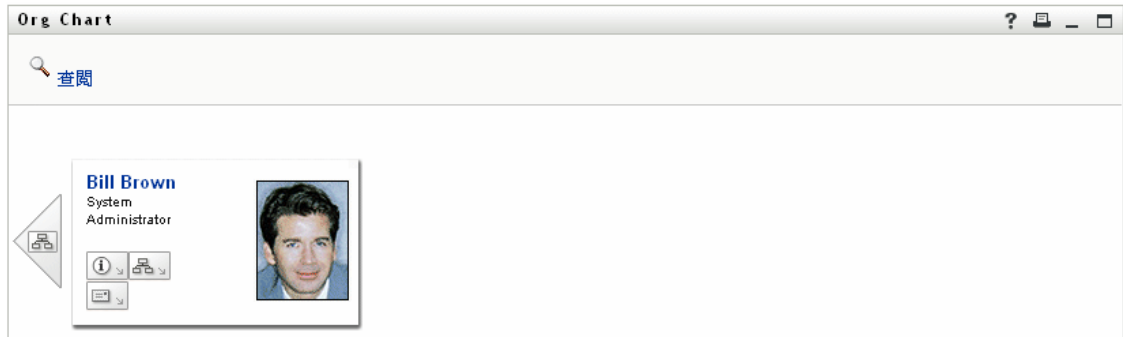 Org Chart
查閱
Bill Brown
System
Administrator